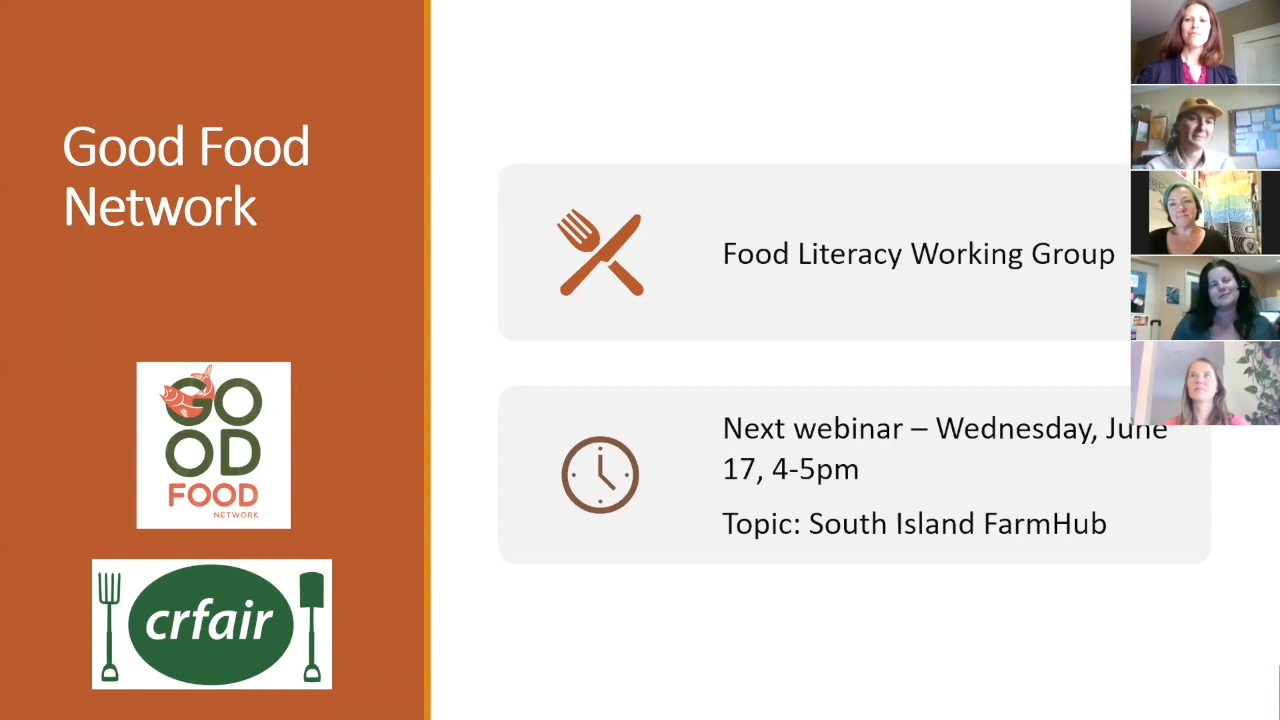 Good Food
Network
GO
OD
FOOD
NETWORK
crfair
Food Literacy Working Group
Next webinar – Wednesday, June
17, 4-5pm
Topic: South Island FarmHub